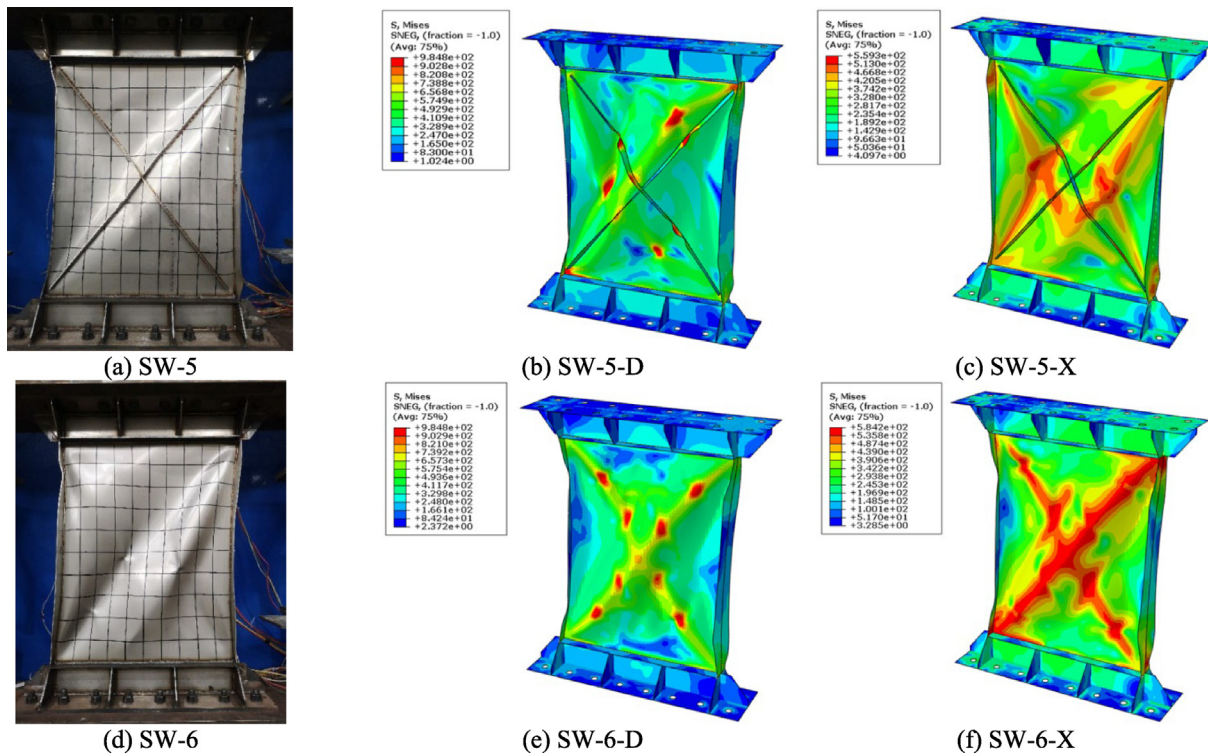 S, Mises
SNEG, (fraction = -1.0)
(Avg: 75%)
+9.848e+02
+9.028e+02
+8.208e+02
+7.388e+02
+6.568e+02
+5.749e+02
+4.929e+02
+4.109e+02
+3.289e+02
+2.470e+02
+1.650e+02
+8.300e+01
+1.024e+00
S, Mises
SNEG, (fraction = -1.0)
(Avg: 75%)
+5.593e+02
+5.130e+02
+4.668e+02
+4.205e+02
+3.742e+02
+3.280e+02
+2.817e+02
+2.354e+02
+1.892e+02
+1.429e+02
+9.663e+01
+5.036e+01
+4.097e+00
(a) SW-5
(b) SW-5-D
(c) SW-5-X
S, Mises
SNEG, (fraction = -1.0)
(Avg: 75%)
+9.848e+02
+9.029e+02
+8.210e+02
+7.392e+02
+6.573e+02
+5.754e+02
+4.936e+02
+4.117e+02
+3.298e+02
+2.480e+02
+1.661e+02
+8.424e+01
+2.372e+00
S, Mises
SNEG, (fraction = -1.0)
(Avg: 75%)
+5.842e+02
+5.358e+02
+4.874e+02
+4.390e+02
+3.906e+02
+3.422e+02
+2.938e+02
+2.453e+02
+1.969e+02
+1.485e+02
+1.001e+02
+5.170e+01
+3.285e+00
(d) SW-6
(e) SW-6-D
(f) SW-6-X